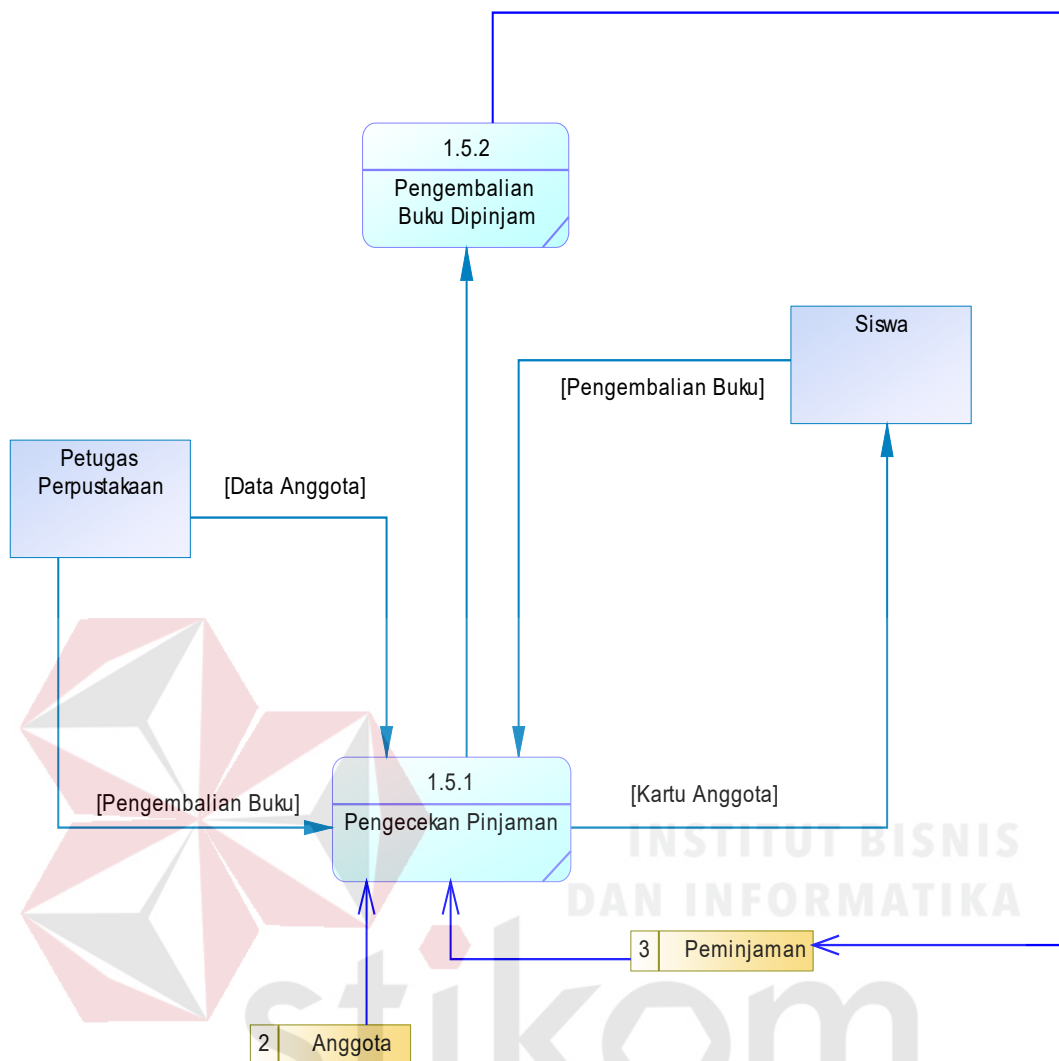 1.5.2
Pengembalian
Buku Dipinjam
Siswa
[Pengembalian Buku]
Petugas
Perpustakaan
[Data Anggota]
1.5.1
Pengecekan Pinjaman
[Pengembalian Buku]
[Kartu Anggota]
INSTITUT BISNIS
DAN INFORMATIKA
3 Peminjaman
stikom
2 Anggota